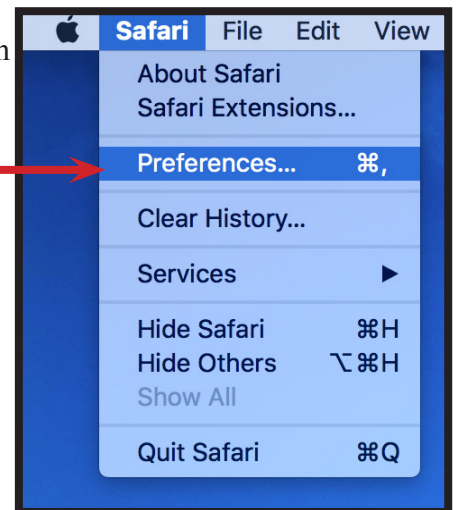 Safari File Edit View
About Safari
Safari Extensions...
Preferences... ⌘,
Clear History...
Services ▶
Hide Safari ⌘H
Hide Others ⌥⌘H
Show All
Quit Safari ⌘Q